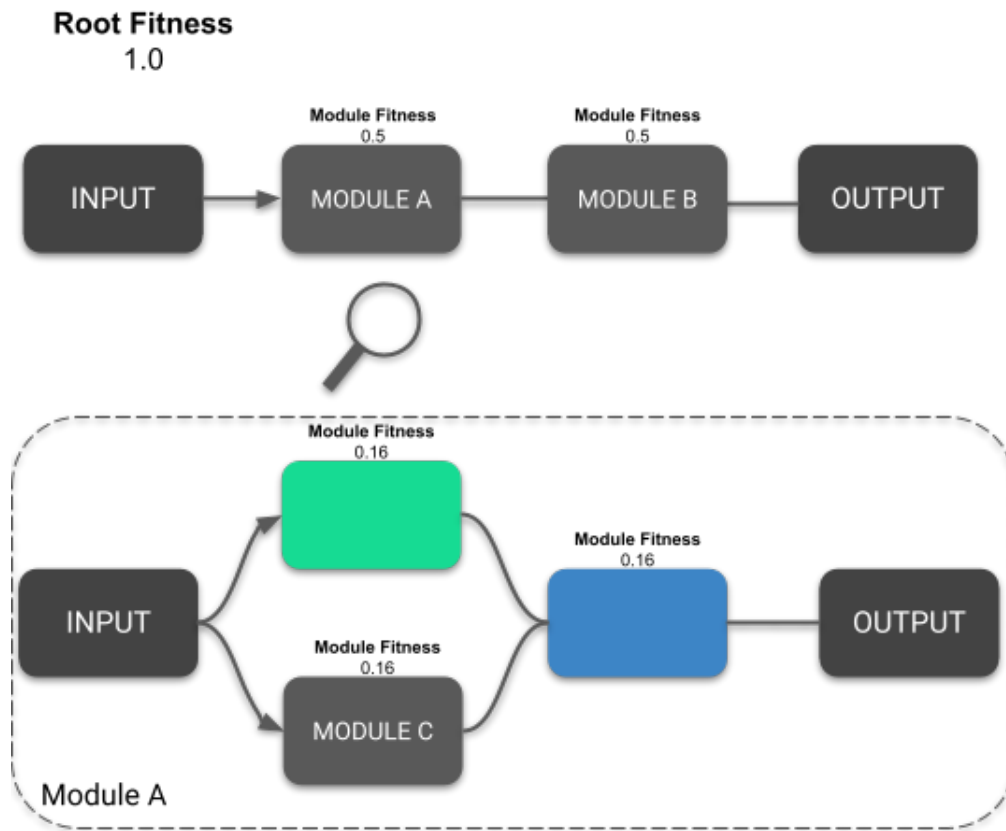 Root Fitness
1.0
Module Fitness
0.5
Module Fitness
0.5
INPUT
MODULE A
MODULE B
OUTPUT
Module Fitness
0.16
Module Fitness
0.16
INPUT
OUTPUT
Module Fitness
0.16
MODULE C
Module A